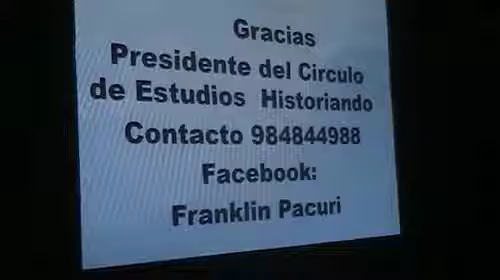 Gracias
Presidente del Circulo
de Estudios Historiando
Contacto 984844988
Facebook:
Franklin Pacuri